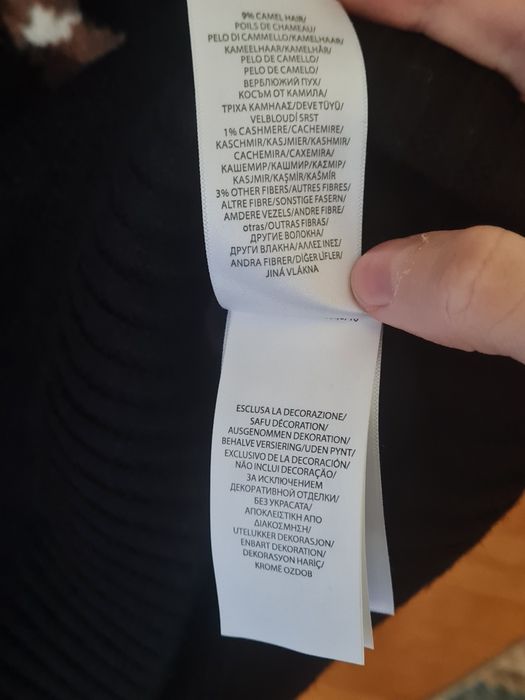 9% CAMEL HAIR/
POILS DE CHAMEAU/
PELO DI CAMMELLO/KAMELHAAR/
KAMEELHAAR/KAMELHÅR/
PELO DE CAMELLO/
PELO DE CAMELO/
ВЕРБЛЮЖИЙ ПУХ/
КОСЪМ ОТ КАМИЛА/
ΤΡΙΧΑ ΚΑΜΗΛΑΣ/DEVE TÜYÜ/
VELBLOUDÍ SRST
1% CASHMERE/CACHEMIRE/
KASCHMIR/KASJMIER/KASHMIR/
CACHEMIRA/CAXEMIRA/
КАШЕМИР/КАШМИР/ΚΑΣΜΙΡ/
KASJMIR/KAŞMİR/KAŠMÍR
3% OTHER FIBERS/AUTRES FIBRES/
ALTRE FIBRE/SONSTIGE FASERN/
AMDERE VEZELS/ANDRE FIBRE/
otras/OUTRAS FIBRAS/
ДРУГИЕ ВОЛОКНА/
ДРУГИ ВЛАКНА/ΑΛΛΕΣ ΙΝΕΣ/
ANDRA FIBRER/DİĞER LİFLER/
JINÁ VLÁKNA
ESCLUSA LA DECORAZIONE/
SAFU DÉCORATION/
AUSGENOMMEN DEKORATION/
BEHALVE VERSIERING/UDEN PYNT/
EXCLUSIVO DE LA DECORACIÓN/
NÃO INCLUI DECORAÇÃO/
ЗА ИСКЛЮЧЕНИЕМ
ДЕКОРАТИВНОЙ ОТДЕЛКИ/
БЕЗ УКРАСАТА/
ΑΠΟΚΛΕΙΣΤΙΚΗ ΑΠΟ
ΔΙΑΚΟΣΜΗΣΗ/
UTELUKKER DEKORASJON/
ENBART DEKORATION/
DEKORASYON HARİÇ/
KROMĚ OZDOB